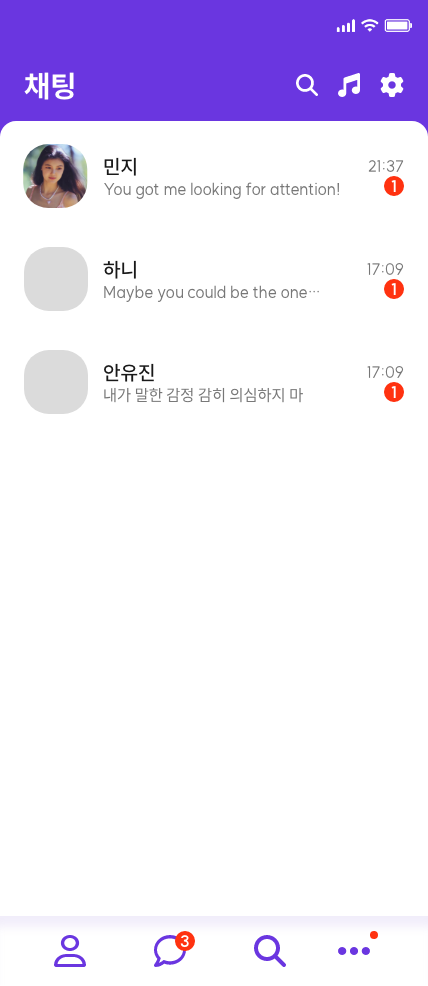 채팅
민지
21:37
You got me looking for attention!
1
하니
17:09
Maybe you could be the one···
1
안유진
17:09
내가 말한 감정 감히 의심하지 마
1
3